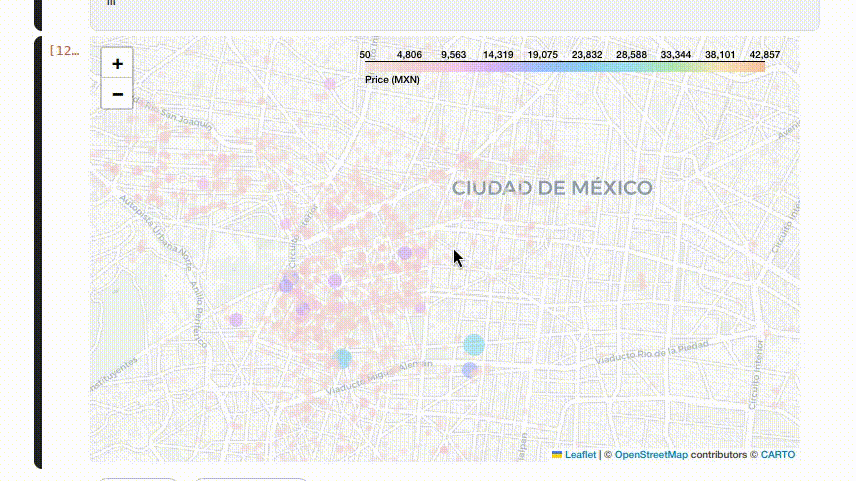 [12…
+
−
50 4,806 9,563 14,319 19,075 23,832 28,588 33,344 38,101 42,857
Price (MXN)
San Joaquín
CIUDAD DE MÉXICO
Circuito Interior
Autopista Urbana Norte - Anillo Periférico
Viaducto Miguel Alemán
Viaducto Río de la Piedad
Circuito Interior
Leaflet | © OpenStreetMap contributors © CARTO